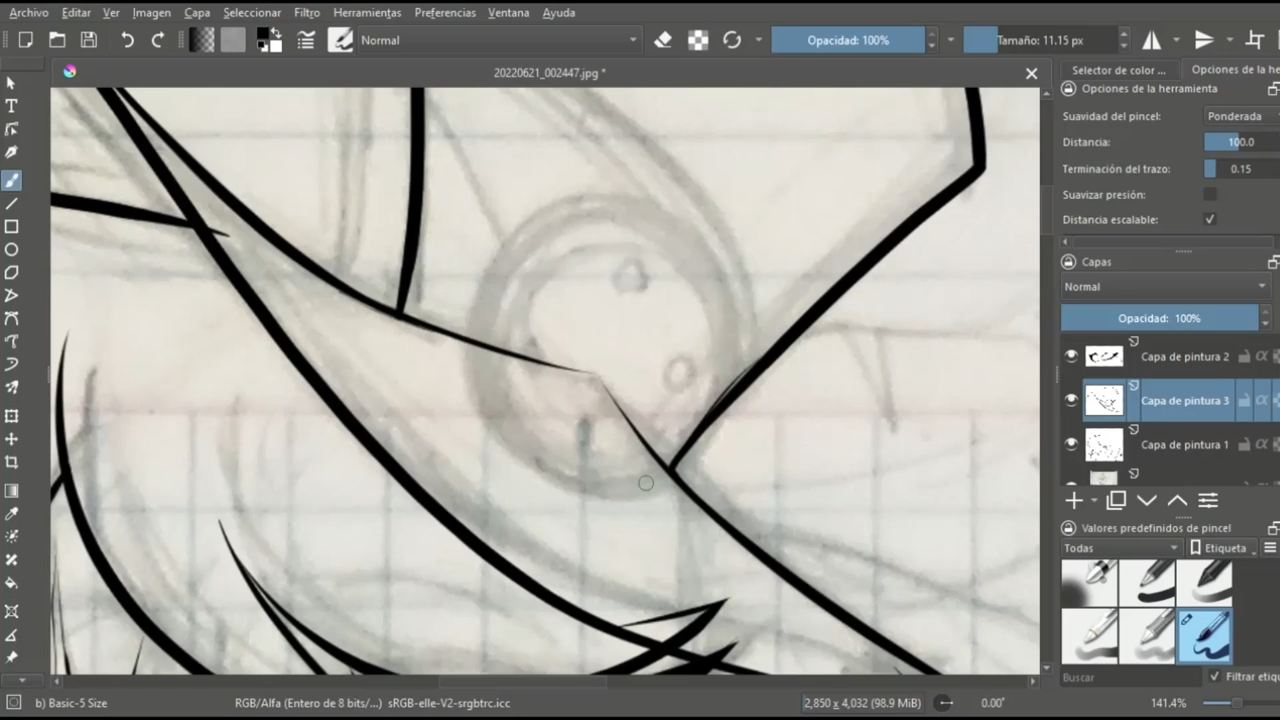 Archivo Editar Ver Imagen Capa Seleccionar Filtro Herramientas Preferencias Ventana Ayuda
Normal Opacidad: 100% Tamaño: 11.15 px
20220621_002447.jpg *
Selector de color ... Opciones de la he
Opciones de la herramienta
Suavidad del pincel: Ponderada
Distancia: 100.0
Terminación del trazo: 0.15
Suavizar presión:
Distancia escalable:
Capas
Normal
Opacidad: 100%
Capa de pintura 2
Capa de pintura 3
Capa de pintura 1
Valores predefinidos de pincel
Todas Etiqueta
Buscar Filtrar etiqu
b) Basic-5 Size RGB/Alfa (Entero de 8 bits/...) sRGB-elle-V2-srgbtrc.icc 2,850 x 4,032 (98.9 MiB) 0.00° 141.4%